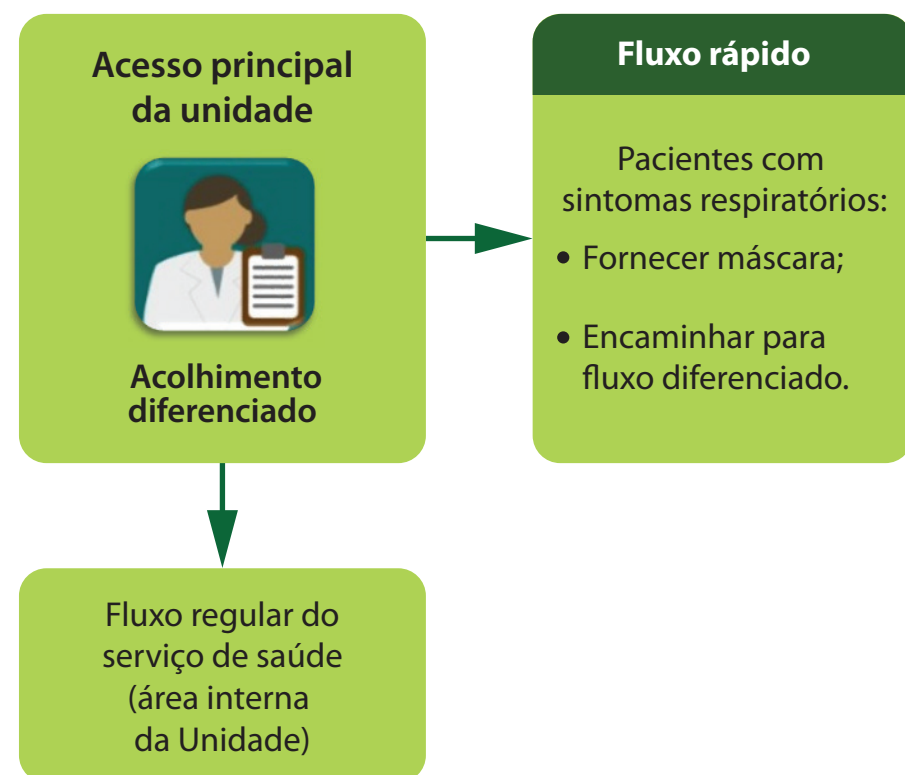 Acesso principal
da unidade
Acolhimento
diferenciado
Fluxo rápido
Pacientes com
sintomas respiratórios:
• Fornecer máscara;
• Encaminhar para
fluxo diferenciado.
Fluxo regular do
serviço de saúde
(área interna
da Unidade)